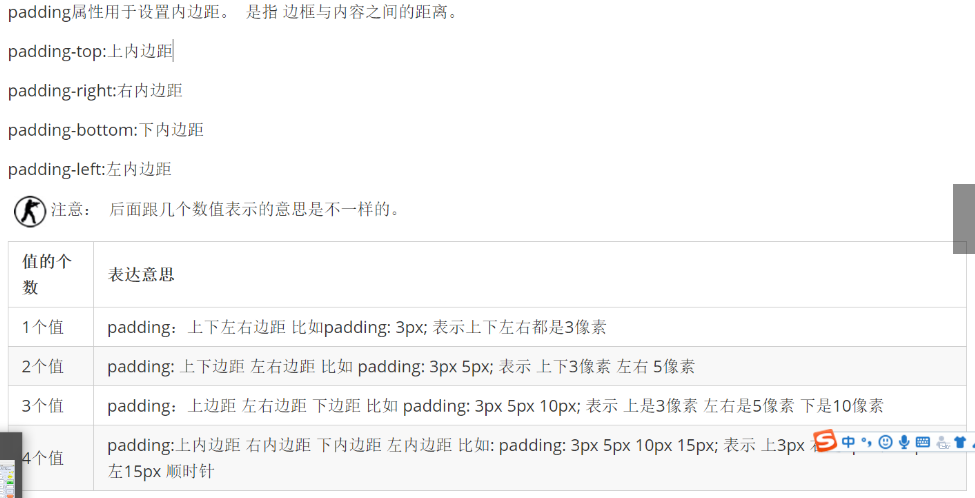 padding属性用于设置内边距。 是指 边框与内容之间的距离。
padding-top:上内边距
padding-right:右内边距
padding-bottom:下内边距
padding-left:左内边距
注意： 后面跟几个数值表示的意思是不一样的。
值的个数 表达意思
1个值 padding：上下左右边距 比如padding: 3px; 表示上下左右都是3像素
2个值 padding: 上下边距 左右边距 比如 padding: 3px 5px; 表示 上下3像素 左右 5像素
3个值 padding：上边距 左右边距 下边距 比如 padding: 3px 5px 10px; 表示 上是3像素 左右是5像素 下是10像素
4个值 padding:上内边距 右内边距 下内边距 左内边距 比如: padding: 3px 5px 10px 15px; 表示 上3px
左15px 顺时针
中